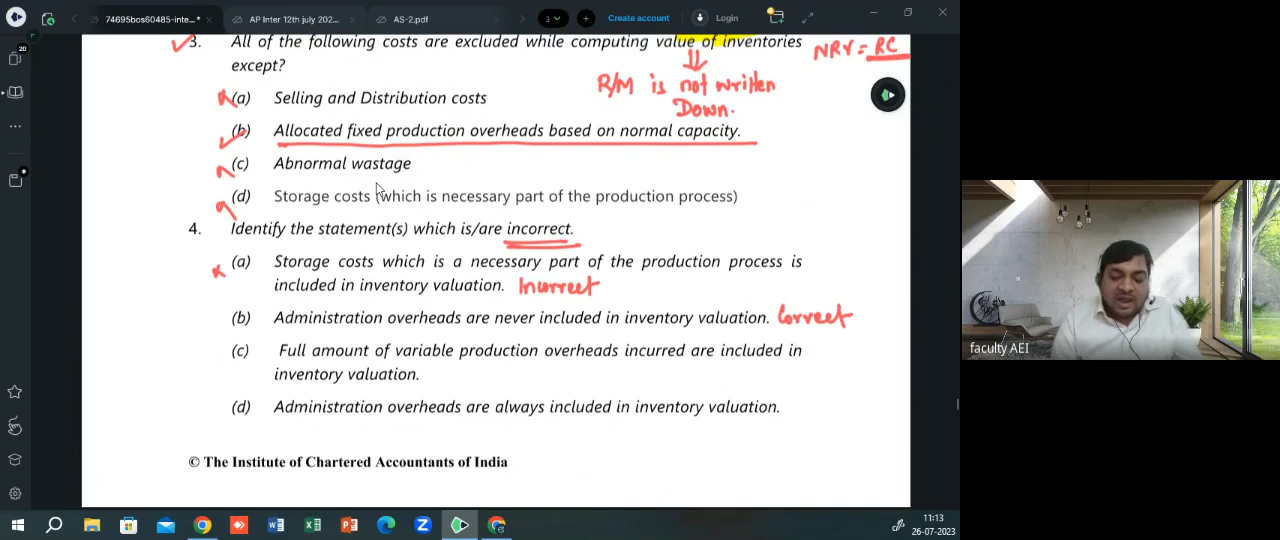 74695bos60485-inte...*
AP Inter 12th july 202...
AS-2.pdf
3
Create account
Login
20
3. All of the following costs are excluded while computing value of inventories
except?
NRV = RC
R/M is not written
Down.
(a) Selling and Distribution costs
(b) Allocated fixed production overheads based on normal capacity.
(c) Abnormal wastage
(d) Storage costs (which is necessary part of the production process)
4. Identify the statement(s) which is/are incorrect.
(a) Storage costs which is a necessary part of the production process is
included in inventory valuation. Incorrect
(b) Administration overheads are never included in inventory valuation. Correct
(c) Full amount of variable production overheads incurred are included in
inventory valuation.
(d) Administration overheads are always included in inventory valuation.
© The Institute of Chartered Accountants of India
faculty AEI
11:13
26-07-2023